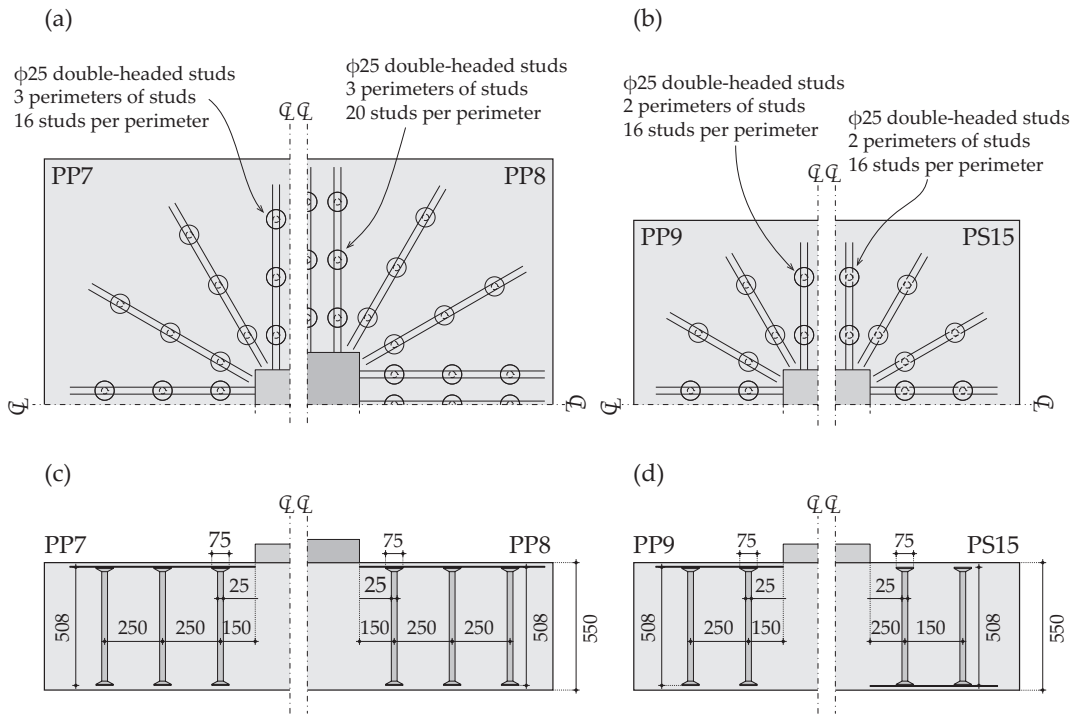 (a)
(b)
ϕ25 double-headed studs
3 perimeters of studs
16 studs per perimeter
ϕ25 double-headed studs
3 perimeters of studs
20 studs per perimeter
ϕ25 double-headed studs
2 perimeters of studs
16 studs per perimeter
ϕ25 double-headed studs
2 perimeters of studs
16 studs per perimeter
℄ ℄
℄ ℄
PP7
PP8
PP9
PS15
℄
℄
℄
℄
(c)
(d)
℄ ℄
℄ ℄
PP7
75
75
PP8
PP9
75
75
PS15
25
25
25
25
508
250
250
150
150
250
250
508
550
508
250
150
250
150
508
550